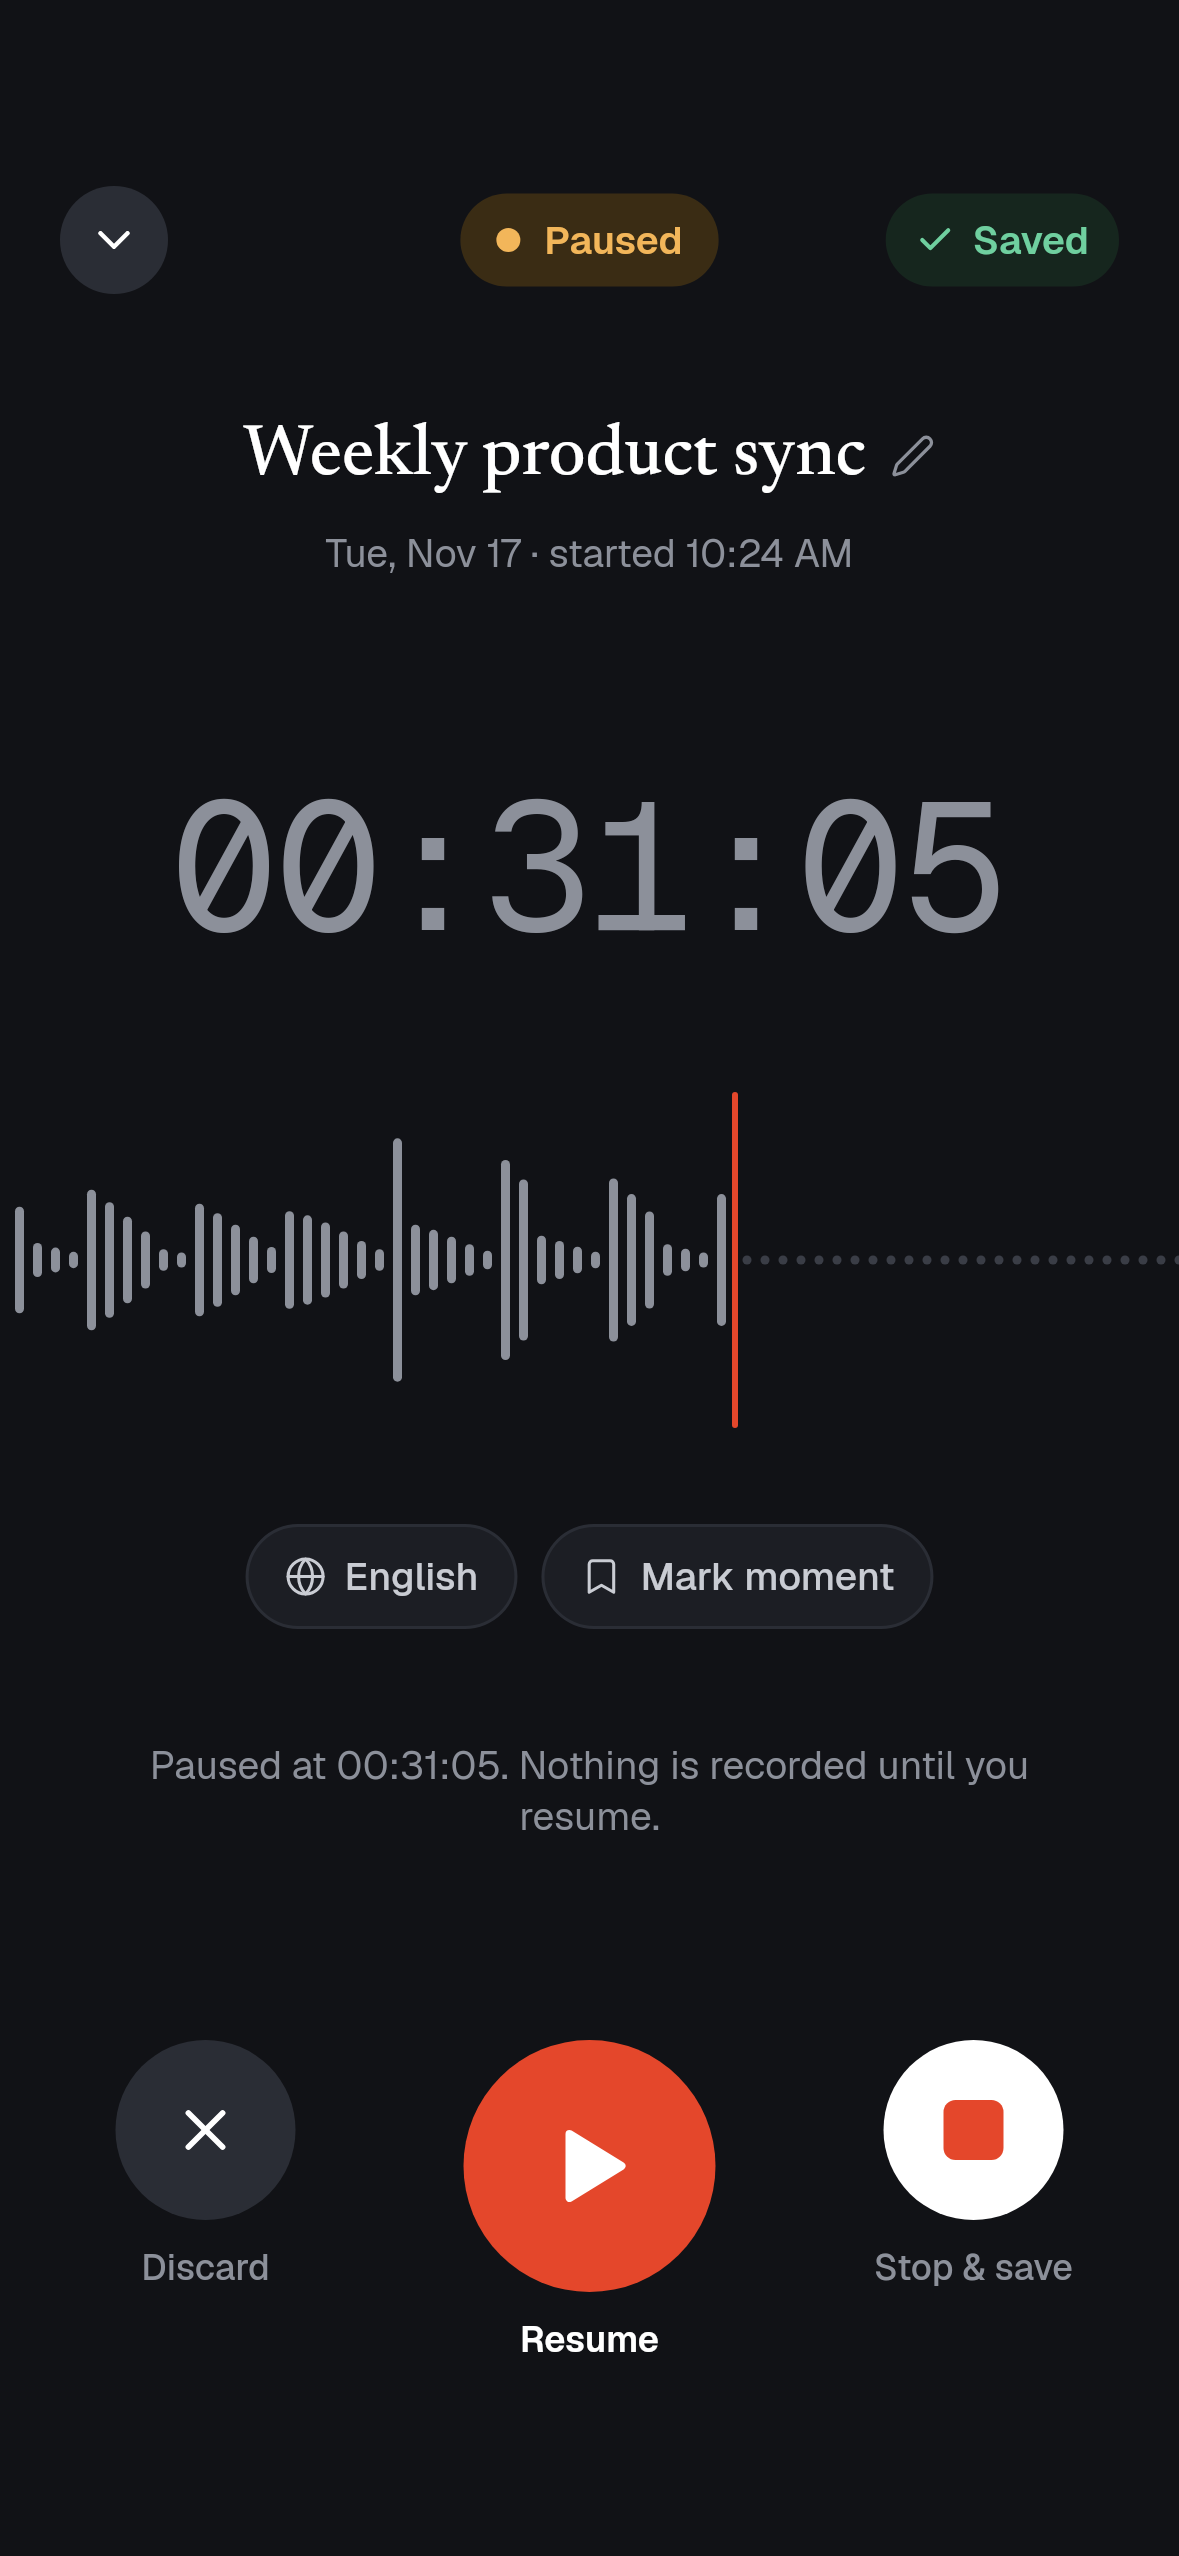 Paused
Saved
Weekly product sync
Tue, Nov 17 · started 10:24 AM
00:31:05
English
Mark moment
Paused at 00:31:05. Nothing is recorded until you
resume.
Discard
Stop & save
Resume